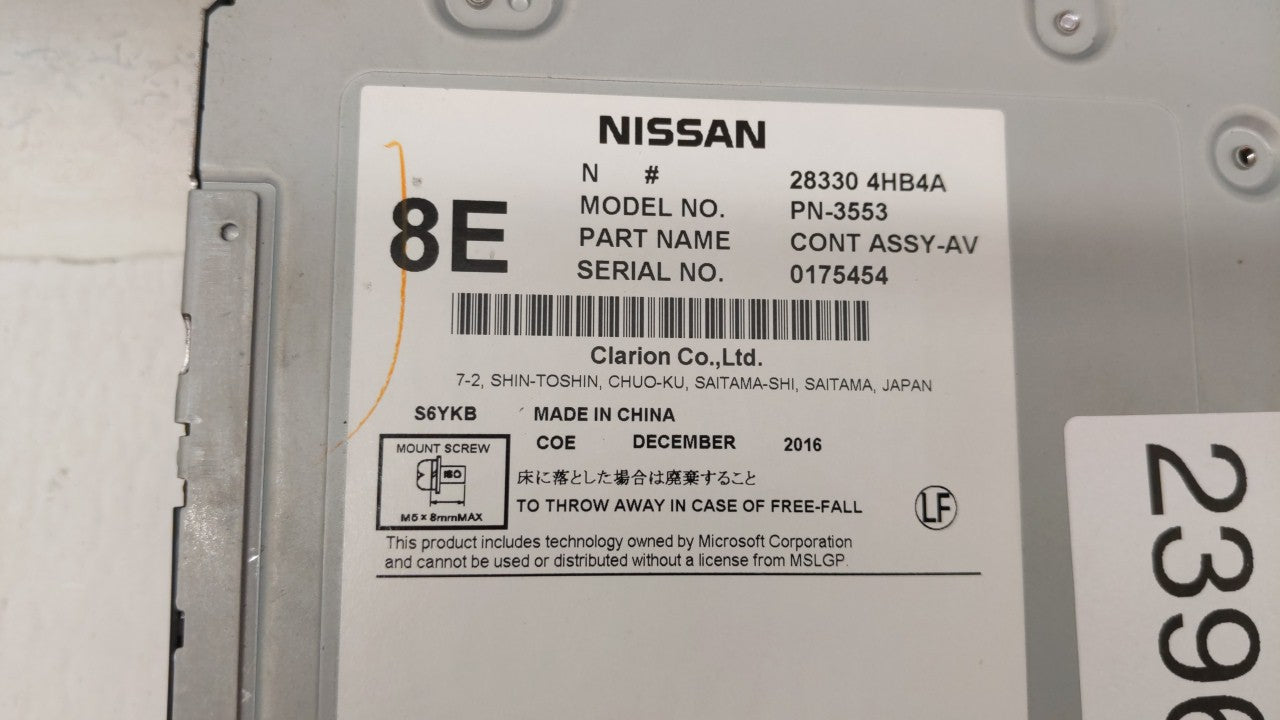 NISSAN
N # 28330 4HB4A
8E
MODEL NO. PN-3553
PART NAME CONT ASSY-AV
SERIAL NO. 0175454
Clarion Co.,Ltd.
7-2, SHIN-TOSHIN, CHUO-KU, SAITAMA-SHI, SAITAMA, JAPAN
S6YKB MADE IN CHINA
COE DECEMBER 2016
MOUNT SCREW
ISO
M5 x 8mmMAX
床に落とした場合は廃棄すること
TO THROW AWAY IN CASE OF FREE-FALL
LF
This product includes technology owned by Microsoft Corporation
and cannot be used or distributed without a license from MSLGP.
2396